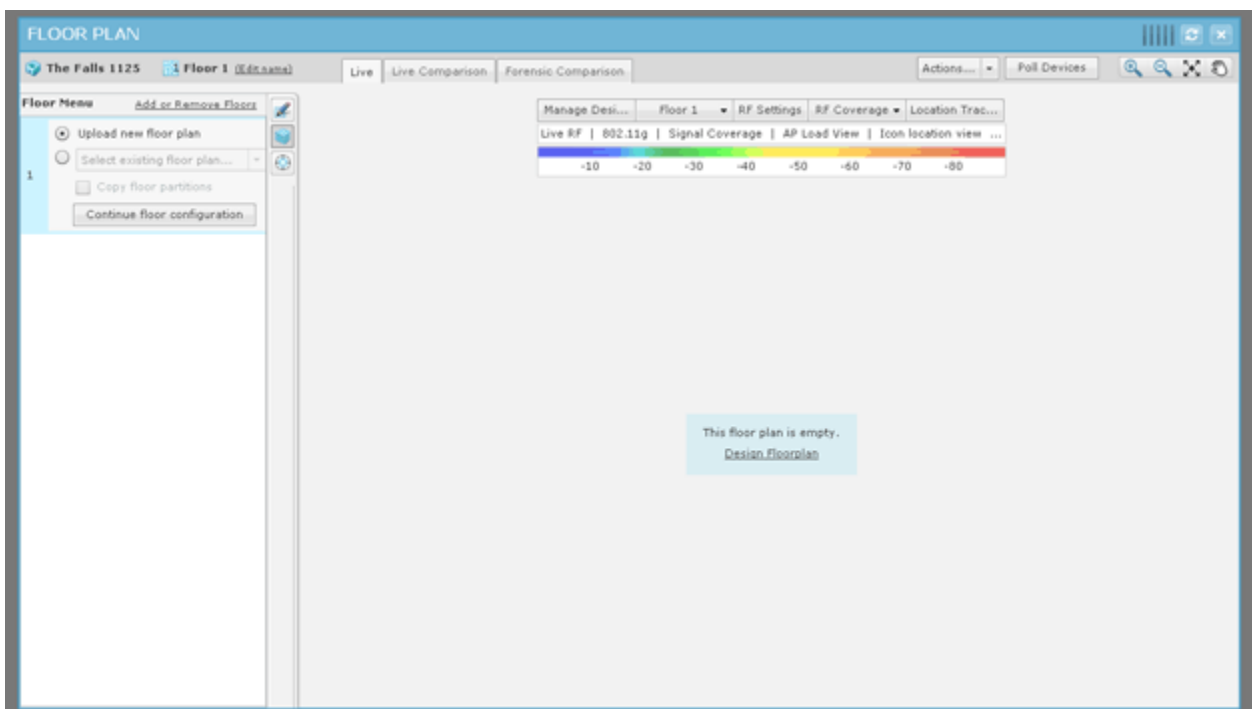 FLOOR PLAN
The Falls 1125 1 Floor 1 (Edit name) Live Live Comparison Forensic Comparison Actions... Poll Devices
Floor Menu Add or Remove Floors
Manage Desi... Floor 1 RF Settings RF Coverage Location Trac...
Upload new floor plan
Live RF | 802.11g | Signal Coverage | AP Load View | Icon location view ...
Select existing floor plan...
-10 -20 -30 -40 -50 -60 -70 -80
1
Copy floor partitions
Continue floor configuration
This floor plan is empty.
Design Floorplan